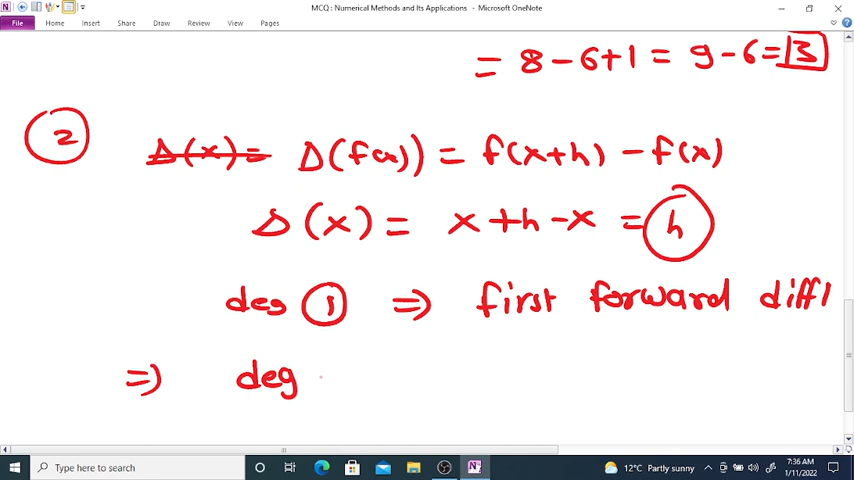 MCQ : Numerical Methods and Its Applications - Microsoft OneNote
File Home Insert Share Draw Review View Pages
= 8 - 6 + 1 = 9 - 6 = 3
2 Δ(x) = Δ(f(x)) = f(x+h) - f(x)
Δ(x) = x + h - x = h
deg 1 ⇒ first forward diff
⇒ deg
Type here to search
12°C Partly sunny
7:36 AM
1/11/2022